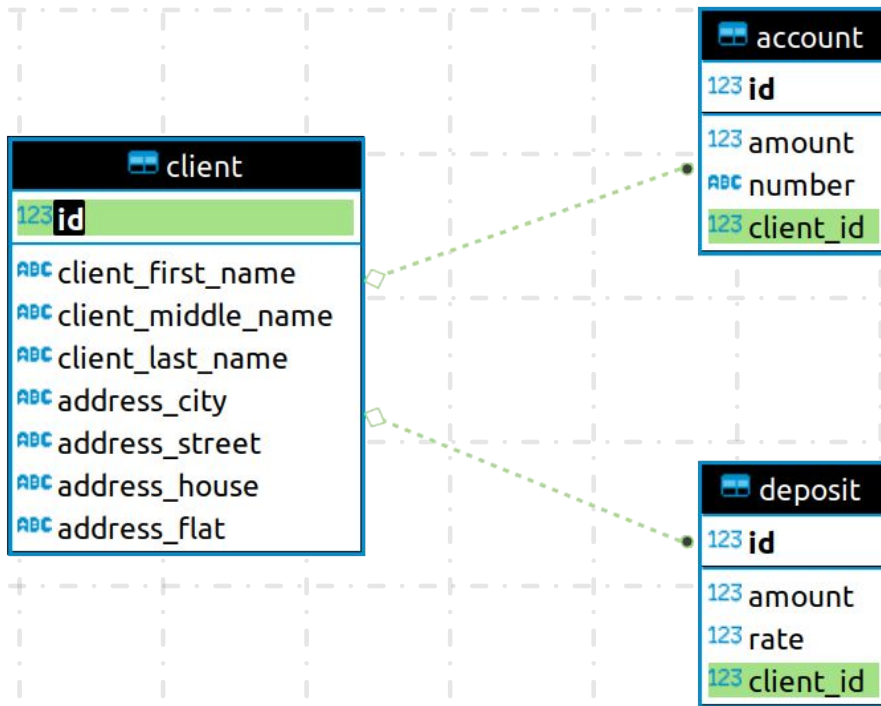 client
123 id
ABC client_first_name
ABC client_middle_name
ABC client_last_name
ABC address_city
ABC address_street
ABC address_house
ABC address_flat
account
123 id
123 amount
ABC number
123 client_id
deposit
123 id
123 amount
123 rate
123 client_id